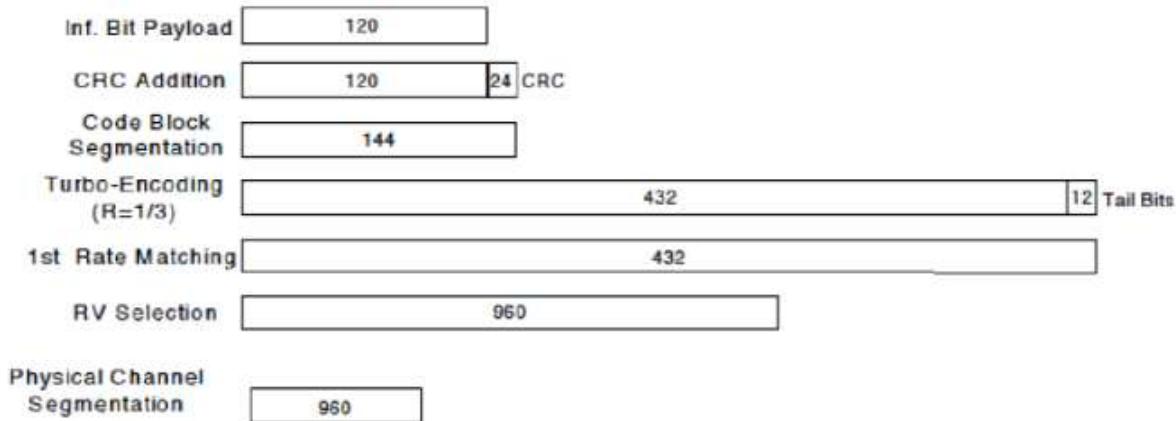 Inf. Bit Payload 120
CRC Addition 120 24 CRC
Code Block
Segmentation 144
Turbo-Encoding
(R=1/3) 432 12 Tail Bits
1st Rate Matching 432
RV Selection 960
Physical Channel
Segmentation 960